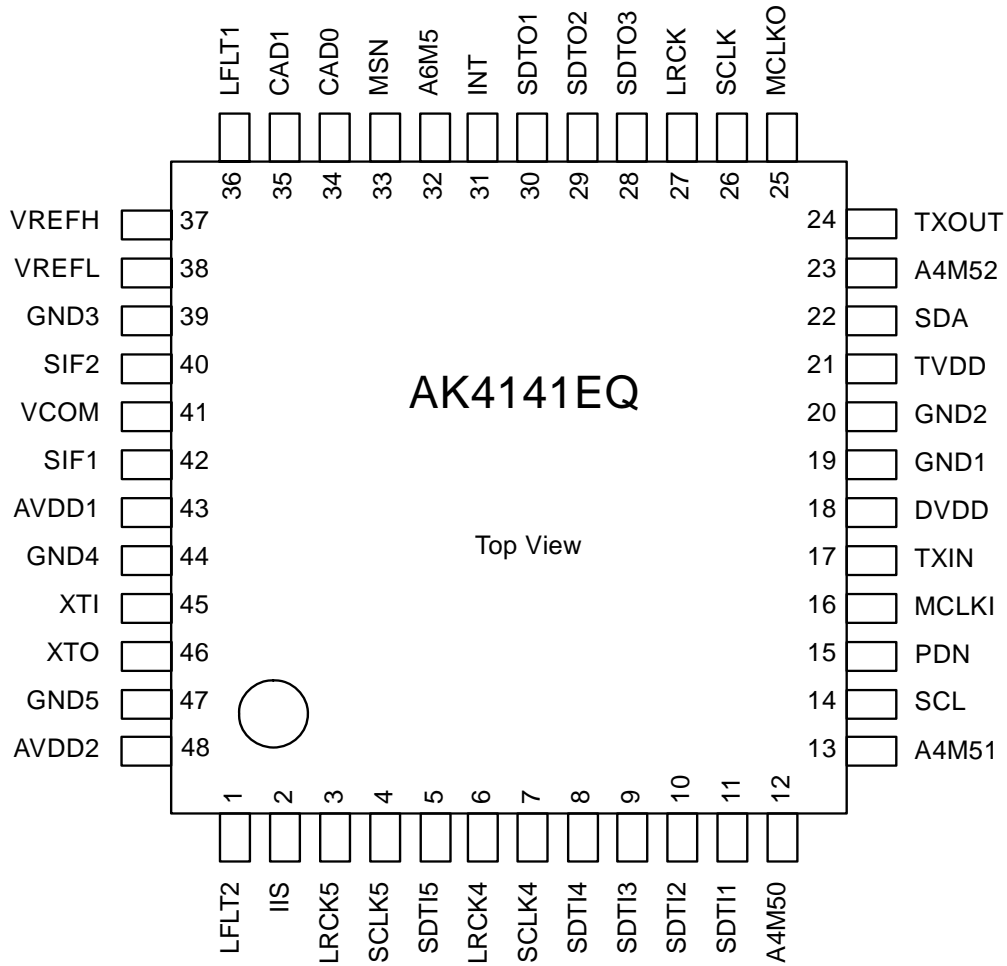 LFLT1
CAD1
CAD0
MSN
A6M5
INT
SDTO1
SDTO2
SDTO3
LRCK
SCLK
MCLKO
36
35
34
33
32
31
30
29
28
27
26
25
VREFH 37
VREFL 38
GND3 39
SIF2 40
VCOM 41
SIF1 42
AVDD1 43
GND4 44
XTI 45
XTO 46
GND5 47
AVDD2 48
AK4141EQ
Top View
24 TXOUT
23 A4M52
22 SDA
21 TVDD
20 GND2
19 GND1
18 DVDD
17 TXIN
16 MCLKI
15 PDN
14 SCL
13 A4M51
1
2
3
4
5
6
7
8
9
10
11
12
LFLT2
IIS
LRCK5
SCLK5
SDTI5
LRCK4
SCLK4
SDTI4
SDTI3
SDTI2
SDTI1
A4M50